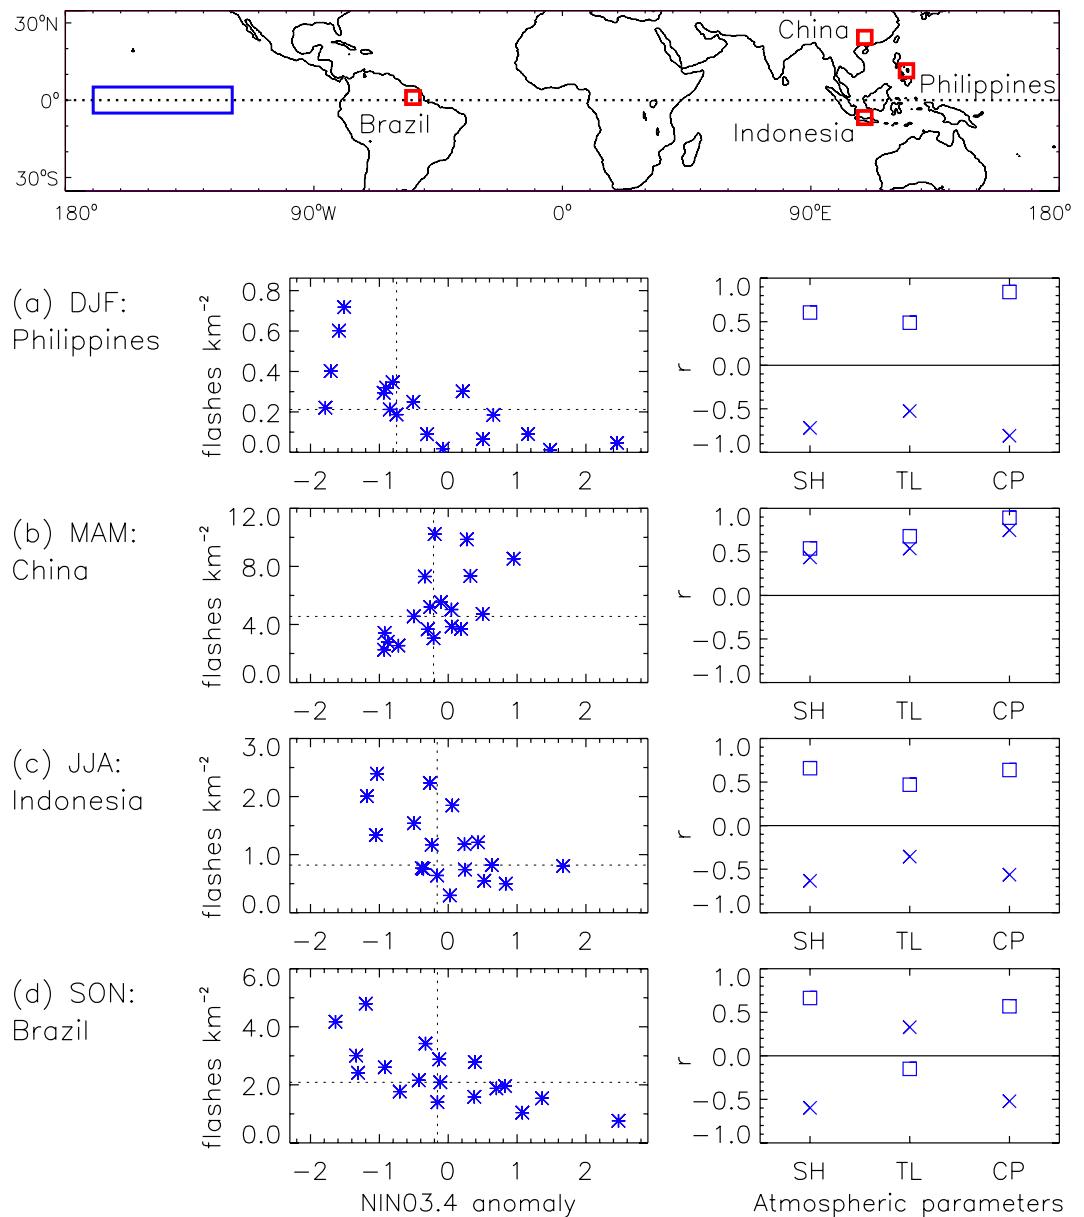 30°N
0°
30°S
China
Philippines
Brazil
Indonesia
180° 90°W 0° 90°E 180°
(a) DJF:
Philippines
flashes km⁻²
0.8
0.6
0.4
0.2
0.0
−2 −1 0 1 2
r
1.0
0.5
0.0
−0.5
−1.0
SH TL CP
(b) MAM:
China
flashes km⁻²
12.0
8.0
4.0
0.0
−2 −1 0 1 2
r
1.0
0.5
0.0
−0.5
−1.0
SH TL CP
(c) JJA:
Indonesia
flashes km⁻²
3.0
2.0
1.0
0.0
−2 −1 0 1 2
r
1.0
0.5
0.0
−0.5
−1.0
SH TL CP
(d) SON:
Brazil
flashes km⁻²
6.0
4.0
2.0
0.0
−2 −1 0 1 2
NINO3.4 anomaly
r
1.0
0.5
0.0
−0.5
−1.0
SH TL CP
Atmospheric parameters